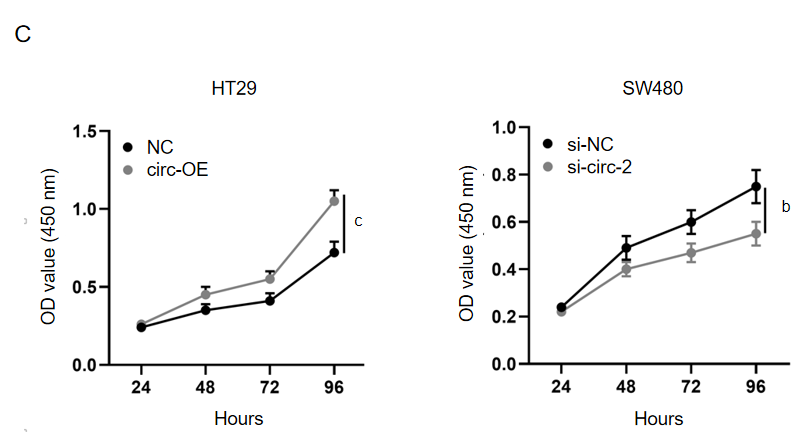 C
HT29
OD value (450 nm)
1.5
1.0
0.5
0.0
NC
circ-OE
c
24 48 72 96
Hours
SW480
OD value (450 nm)
1.0
0.8
0.6
0.4
0.2
0.0
si-NC
si-circ-2
b
24 48 72 96
Hours